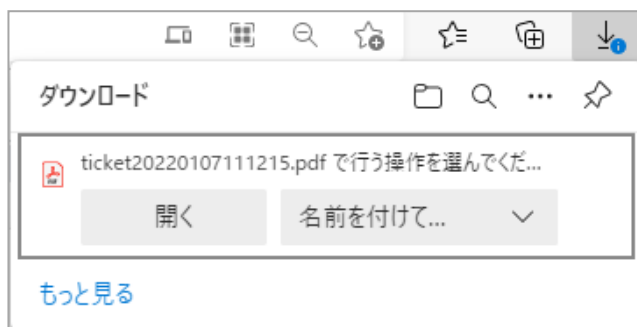 ダウンロード
ticket20220107111215.pdf で行う操作を選んでくだ...
開く
名前を付けて...
もっと見る